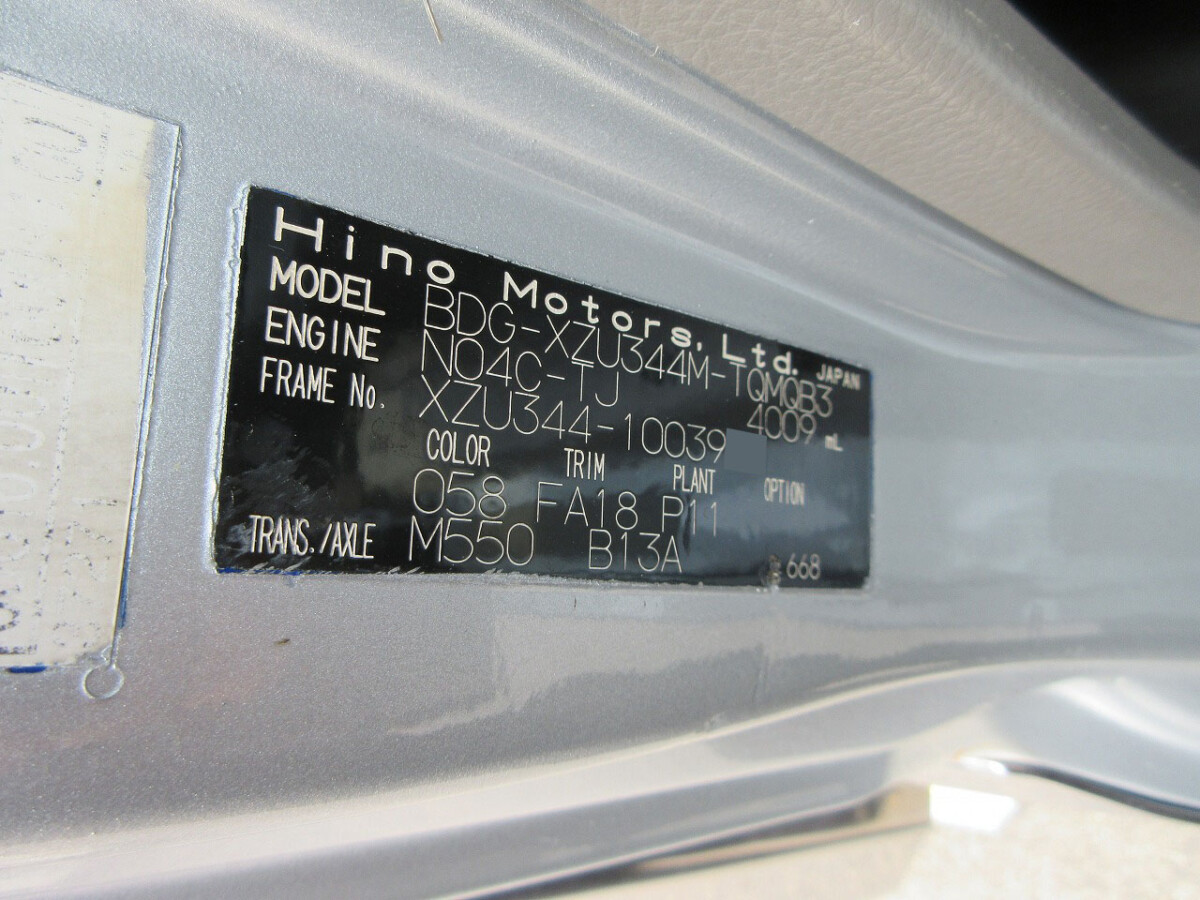 Hino Motors, Ltd. JAPAN
MODEL BDG-XZU344M-TQMQB3
ENGINE N04C-TJ 4009 mL
FRAME No. XZU344-10039
COLOR TRIM PLANT OPTION
058 FA18 P11
TRANS./AXLE M550 B13A
668